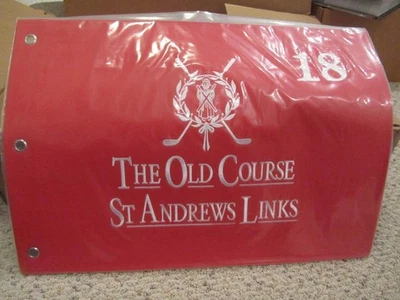 18
THE OLD COURSE
ST ANDREWS LINKS